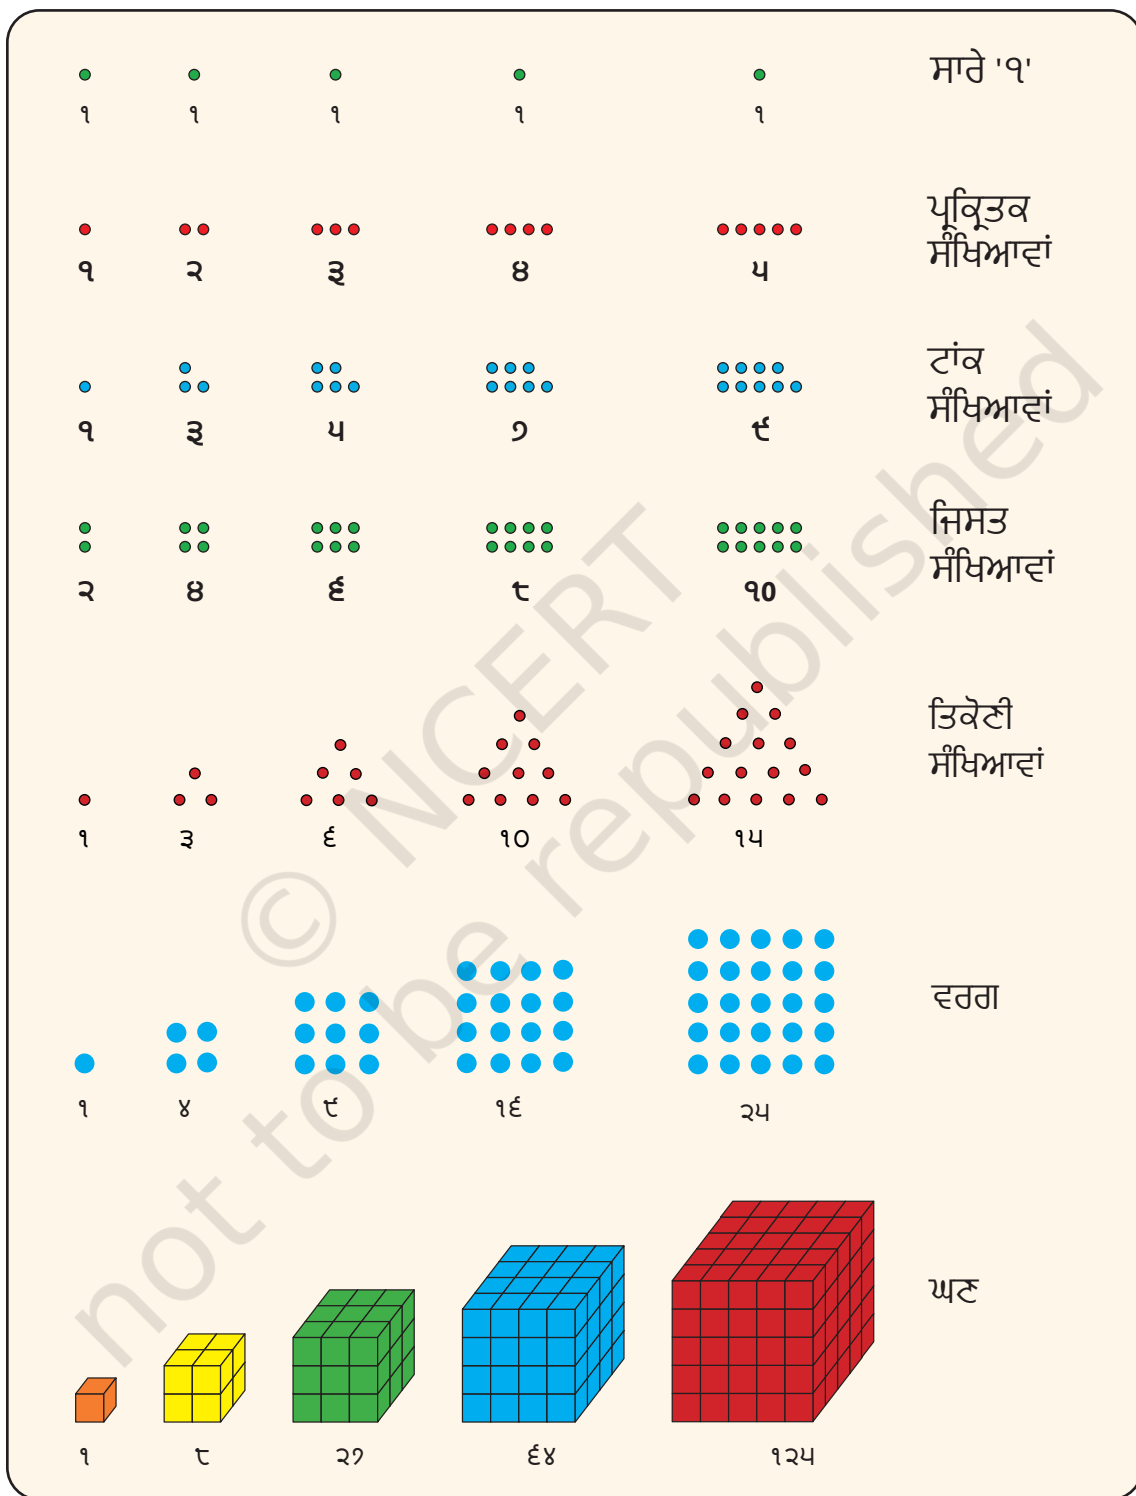 ਸਾਰੇ '੧'
੧ ੧ ੧ ੧ ੧
ਪ੍ਰਕ੍ਰਿਤਕ
ਸੰਖਿਆਵਾਂ
੧ ੨ ੩ ੪ ੫
ਟਾਂਕ
ਸੰਖਿਆਵਾਂ
੧ ੩ ੫ ੭ ੯
ਜਿਸਤ
ਸੰਖਿਆਵਾਂ
੨ ੪ ੬ ੮ ੧੦
ਤਿਕੋਣੀ
ਸੰਖਿਆਵਾਂ
੧ ੩ ੬ ੧੦ ੧੫
ਵਰਗ
੧ ੪ ੯ ੧੬ ੨੫
ਘਣ
੧ ੮ ੨੭ ੬੪ ੧੨੫
© NCERT
not to be republished